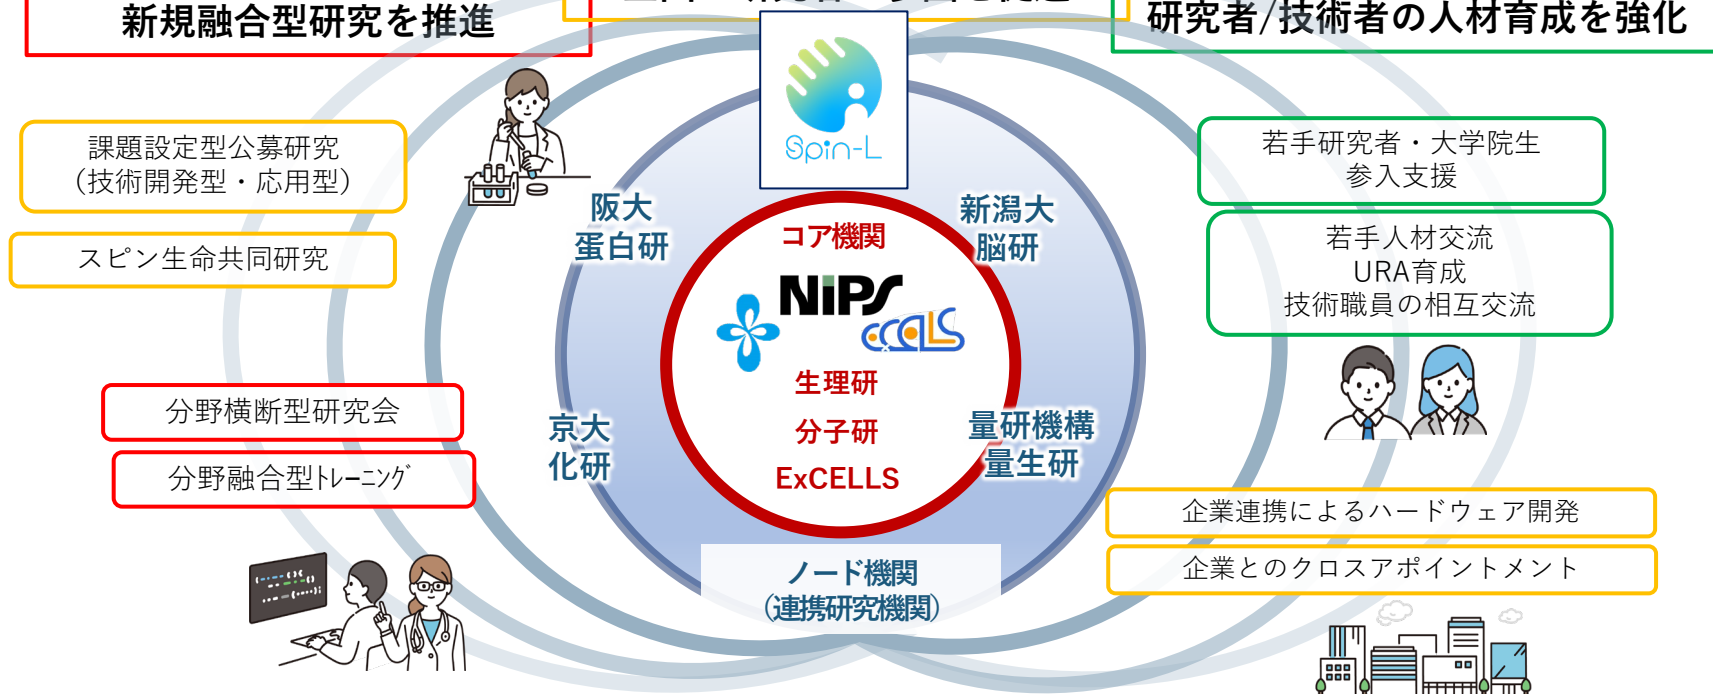 新規融合型研究を推進
研究者/技術者の人材育成を強化
Spin-L
課題設定型公募研究
（技術開発型・応用型）
スピン生命共同研究
若手研究者・大学院生
参入支援
若手人材交流
URA育成
技術職員の相互交流
阪大
蛋白研
新潟大
脳研
コア機関
NiPS
ExCELLS
生理研
分子研
ExCELLS
京大
化研
量研機構
量生研
分野横断型研究会
分野融合型ﾄﾚｰﾆﾝｸﾞ
企業連携によるハードウェア開発
企業とのクロスアポイントメント
ノード機関
（連携研究機関）